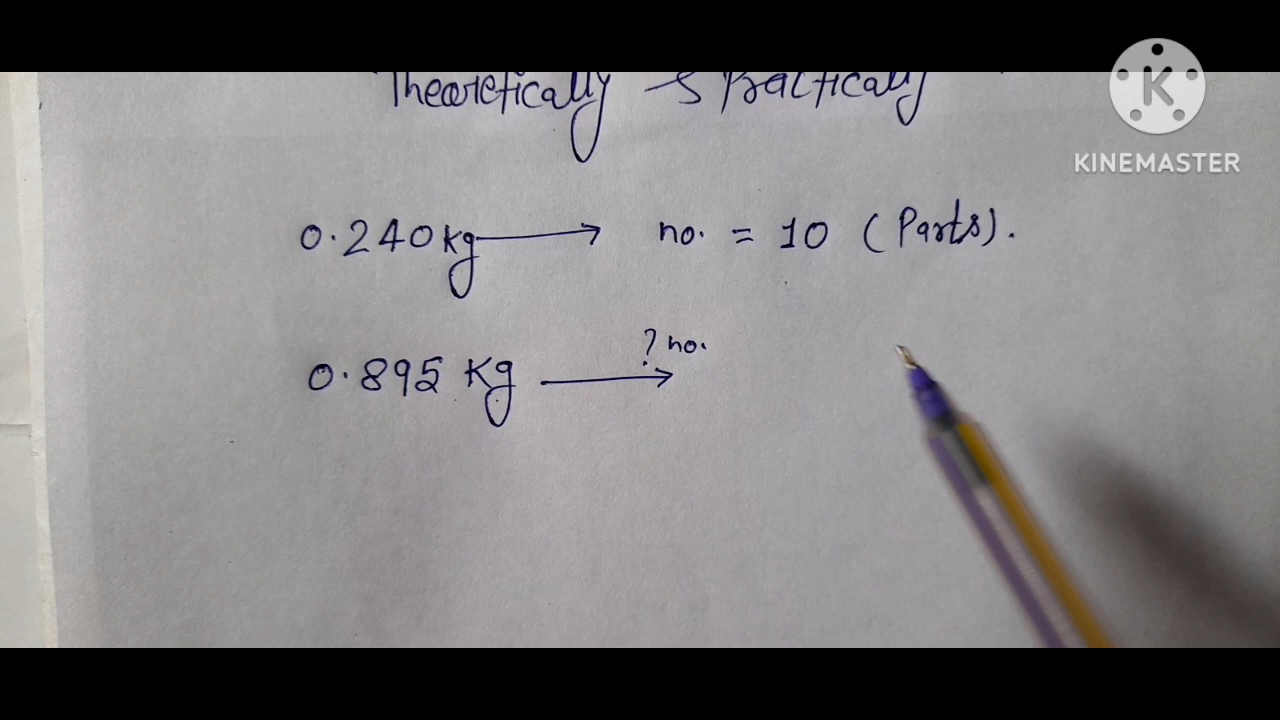 Theoretically → Practically
KINEMASTER
0.240 kg → no. = 10 (Parts).
? no.
0.895 Kg →